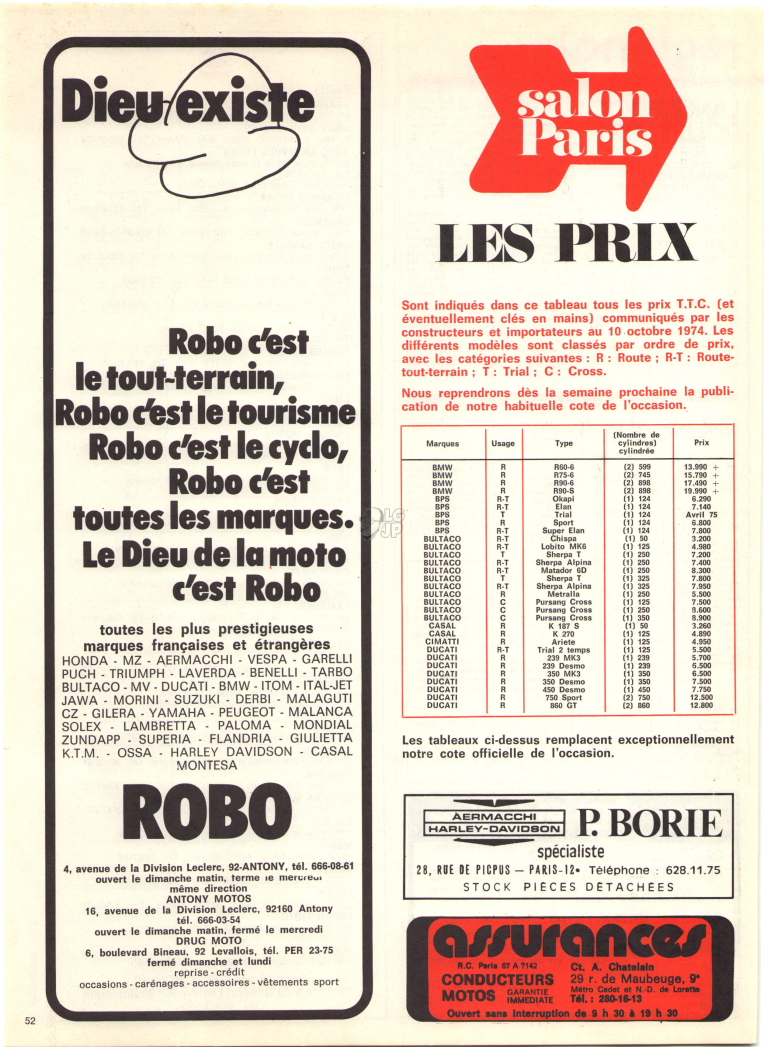 Dieu existe
Robo c'est
le tout-terrain,
Robo c'est le tourisme
Robo c'est le cyclo,
Robo c'est
toutes les marques.
Le Dieu de la moto
c'est Robo
toutes les plus prestigieuses
marques françaises et étrangères
HONDA - MZ - AERMACCHI - VESPA - GARELLI
PUCH - TRIUMPH - LAVERDA - BENELLI - TARBO
BULTACO - MV - DUCATI - BMW - ITOM - ITAL-JET
JAWA - MORINI - SUZUKI - DERBI - MALAGUTI
CZ - GILERA - YAMAHA - PEUGEOT - MALANCA
SOLEX - LAMBRETTA - PALOMA - MONDIAL
ZUNDAPP - SUPERIA - FLANDRIA - GIULIETTA
K.T.M. - OSSA - HARLEY DAVIDSON - CASAL
MONTESA
ROBO
4, avenue de la Division Leclerc, 92-ANTONY, tél. 666-08-61
ouvert le dimanche matin, fermé le mercredi
même direction
ANTONY MOTOS
16, avenue de la Division Leclerc, 92160 Antony
tél. 666-03-54
ouvert le dimanche matin, fermé le mercredi
DRUG MOTO
6, boulevard Bineau, 92 Levallois, tél. PER 23-75
fermé dimanche et lundi
reprise - crédit
occasions - carénages - accessoires - vêtements sport
52
salon
Paris
LES PRIX
Sont indiqués dans ce tableau tous les prix T.T.C. (et
éventuellement clés en mains) communiqués par les
constructeurs et importateurs au 10 octobre 1974. Les
différents modèles sont classés par ordre de prix,
avec les catégories suivantes : R : Route ; R-T : Route-
tout-terrain ; T : Trial ; C : Cross.
Nous reprendrons dès la semaine prochaine la publi-
cation de notre habituelle cote de l'occasion.
Marques Usage Type (Nombre de cylindres) cylindrée Prix
BMW R R60-6 (2) 599 13.990 +
BMW R R75-6 (2) 745 15.790 +
BMW R R90-6 (2) 898 17.490 +
BMW R R90-S (2) 898 19.990 +
BPS R-T Okapi (1) 124 6.290
BPS R-T Elan (1) 124 7.140
BPS T Trial (1) 124 Avril 75
BPS R Sport (1) 124 6.800
BPS R-T Super Elan (1) 124 7.800
BULTACO R-T Chispa (1) 50 3.200
BULTACO R-T Lobito MK6 (1) 125 4.980
BULTACO T Sherpa T (1) 250 7.200
BULTACO R-T Sherpa Alpina (1) 250 7.400
BULTACO R-T Matador 6D (1) 250 8.300
BULTACO T Sherpa T (1) 325 7.800
BULTACO R-T Sherpa Alpina (1) 325 7.950
BULTACO R Metralla (1) 250 5.500
BULTACO C Pursang Cross (1) 125 7.500
BULTACO C Pursang Cross (1) 250 8.600
BULTACO C Pursang Cross (1) 350 8.900
CASAL R K 187 S (1) 50 3.260
CASAL R K 270 (1) 125 4.890
CIMATTI R Ariete (1) 125 4.950
DUCATI R-T Trial 2 temps (1) 125 5.500
DUCATI R 239 MK3 (1) 239 5.700
DUCATI R 239 Desmo (1) 239 6.500
DUCATI R 350 MK3 (1) 350 6.500
DUCATI R 350 Desmo (1) 350 7.500
DUCATI R 450 Desmo (1) 450 7.750
DUCATI R 750 Sport (2) 750 12.500
DUCATI R 860 GT (2) 860 12.800
Les tableaux ci-dessus remplacent exceptionnellement
notre cote officielle de l'occasion.
AERMACCHI
HARLEY-DAVIDSON
P. BORIE
spécialiste
28, RUE DE PICPUS — PARIS-12e Téléphone : 628.11.75
STOCK PIÈCES DÉTACHÉES
assurances
R.C. Paris 67 A 7142
CONDUCTEURS
MOTOS GARANTIE IMMEDIATE
Ct. A. Chatelain
29 r. de Maubeuge, 9e
Métro Cadet et N.-D. de Lorette
Tél. : 280-16-13
Ouvert sans interruption de 9 h 30 à 19 h 30